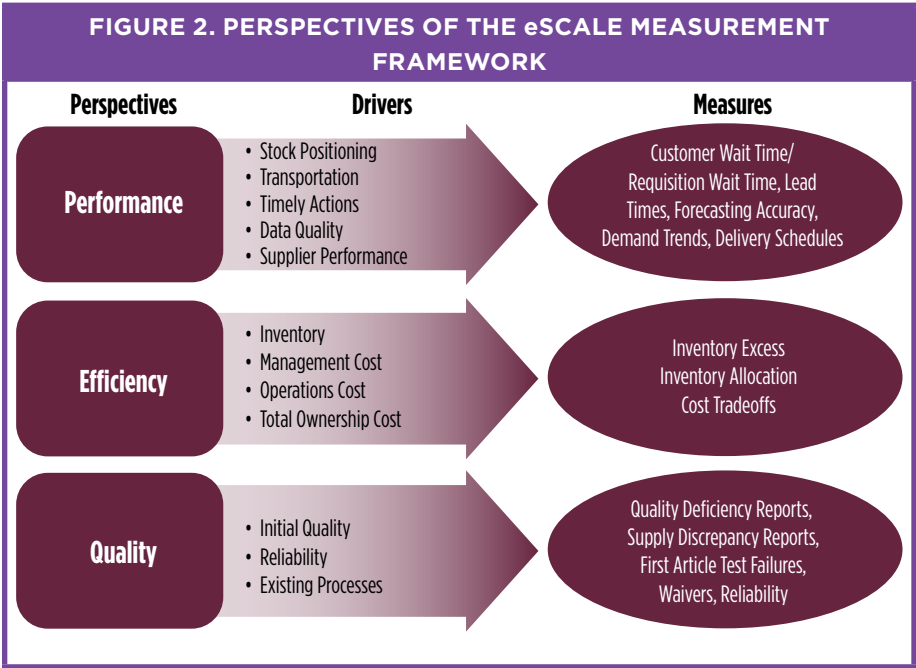 FIGURE 2. PERSPECTIVES OF THE eSCALE MEASUREMENT
FRAMEWORK
Perspectives
Drivers
Measures
Performance
• Stock Positioning
• Transportation
• Timely Actions
• Data Quality
• Supplier Performance
Customer Wait Time/
Requisition Wait Time, Lead
Times, Forecasting Accuracy,
Demand Trends, Delivery Schedules
Efficiency
• Inventory
• Management Cost
• Operations Cost
• Total Ownership Cost
Inventory Excess
Inventory Allocation
Cost Tradeoffs
Quality
• Initial Quality
• Reliability
• Existing Processes
Quality Deficiency Reports,
Supply Discrepancy Reports,
First Article Test Failures,
Waivers, Reliability